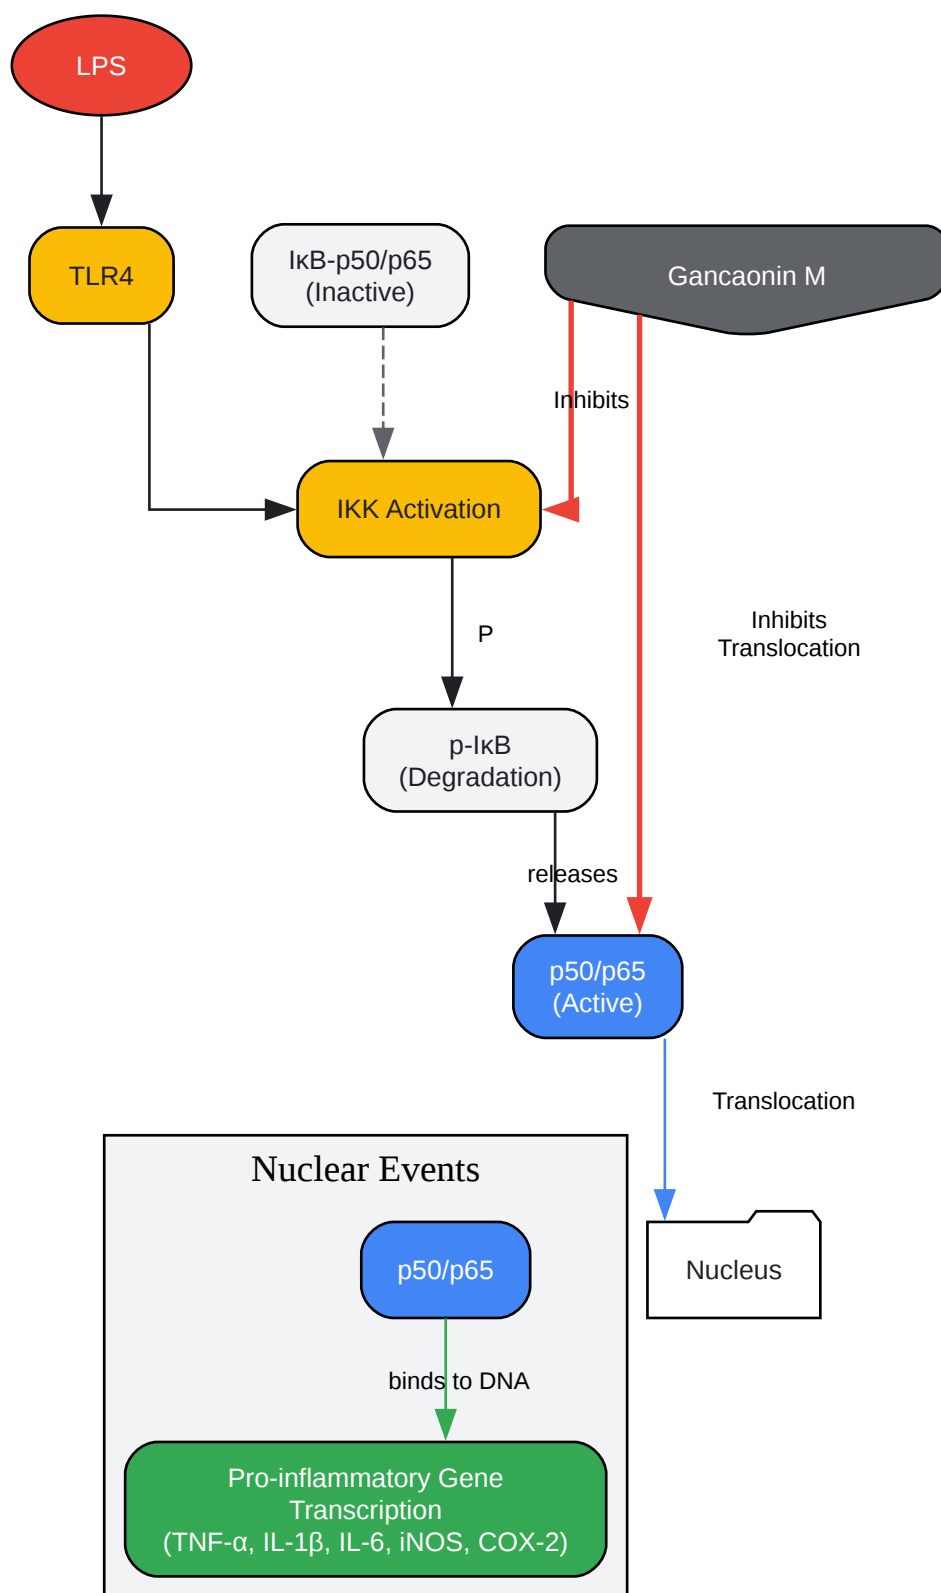 LPS
TLR4
IκB-p50/p65
(Inactive)
Gancaonin M
Inhibits
IKK Activation
P
Inhibits
Translocation
p-IκB
(Degradation)
releases
p50/p65
(Active)
Translocation
Nuclear Events
p50/p65
Nucleus
binds to DNA
Pro-inflammatory Gene
Transcription
(TNF-α, IL-1β, IL-6, iNOS, COX-2)